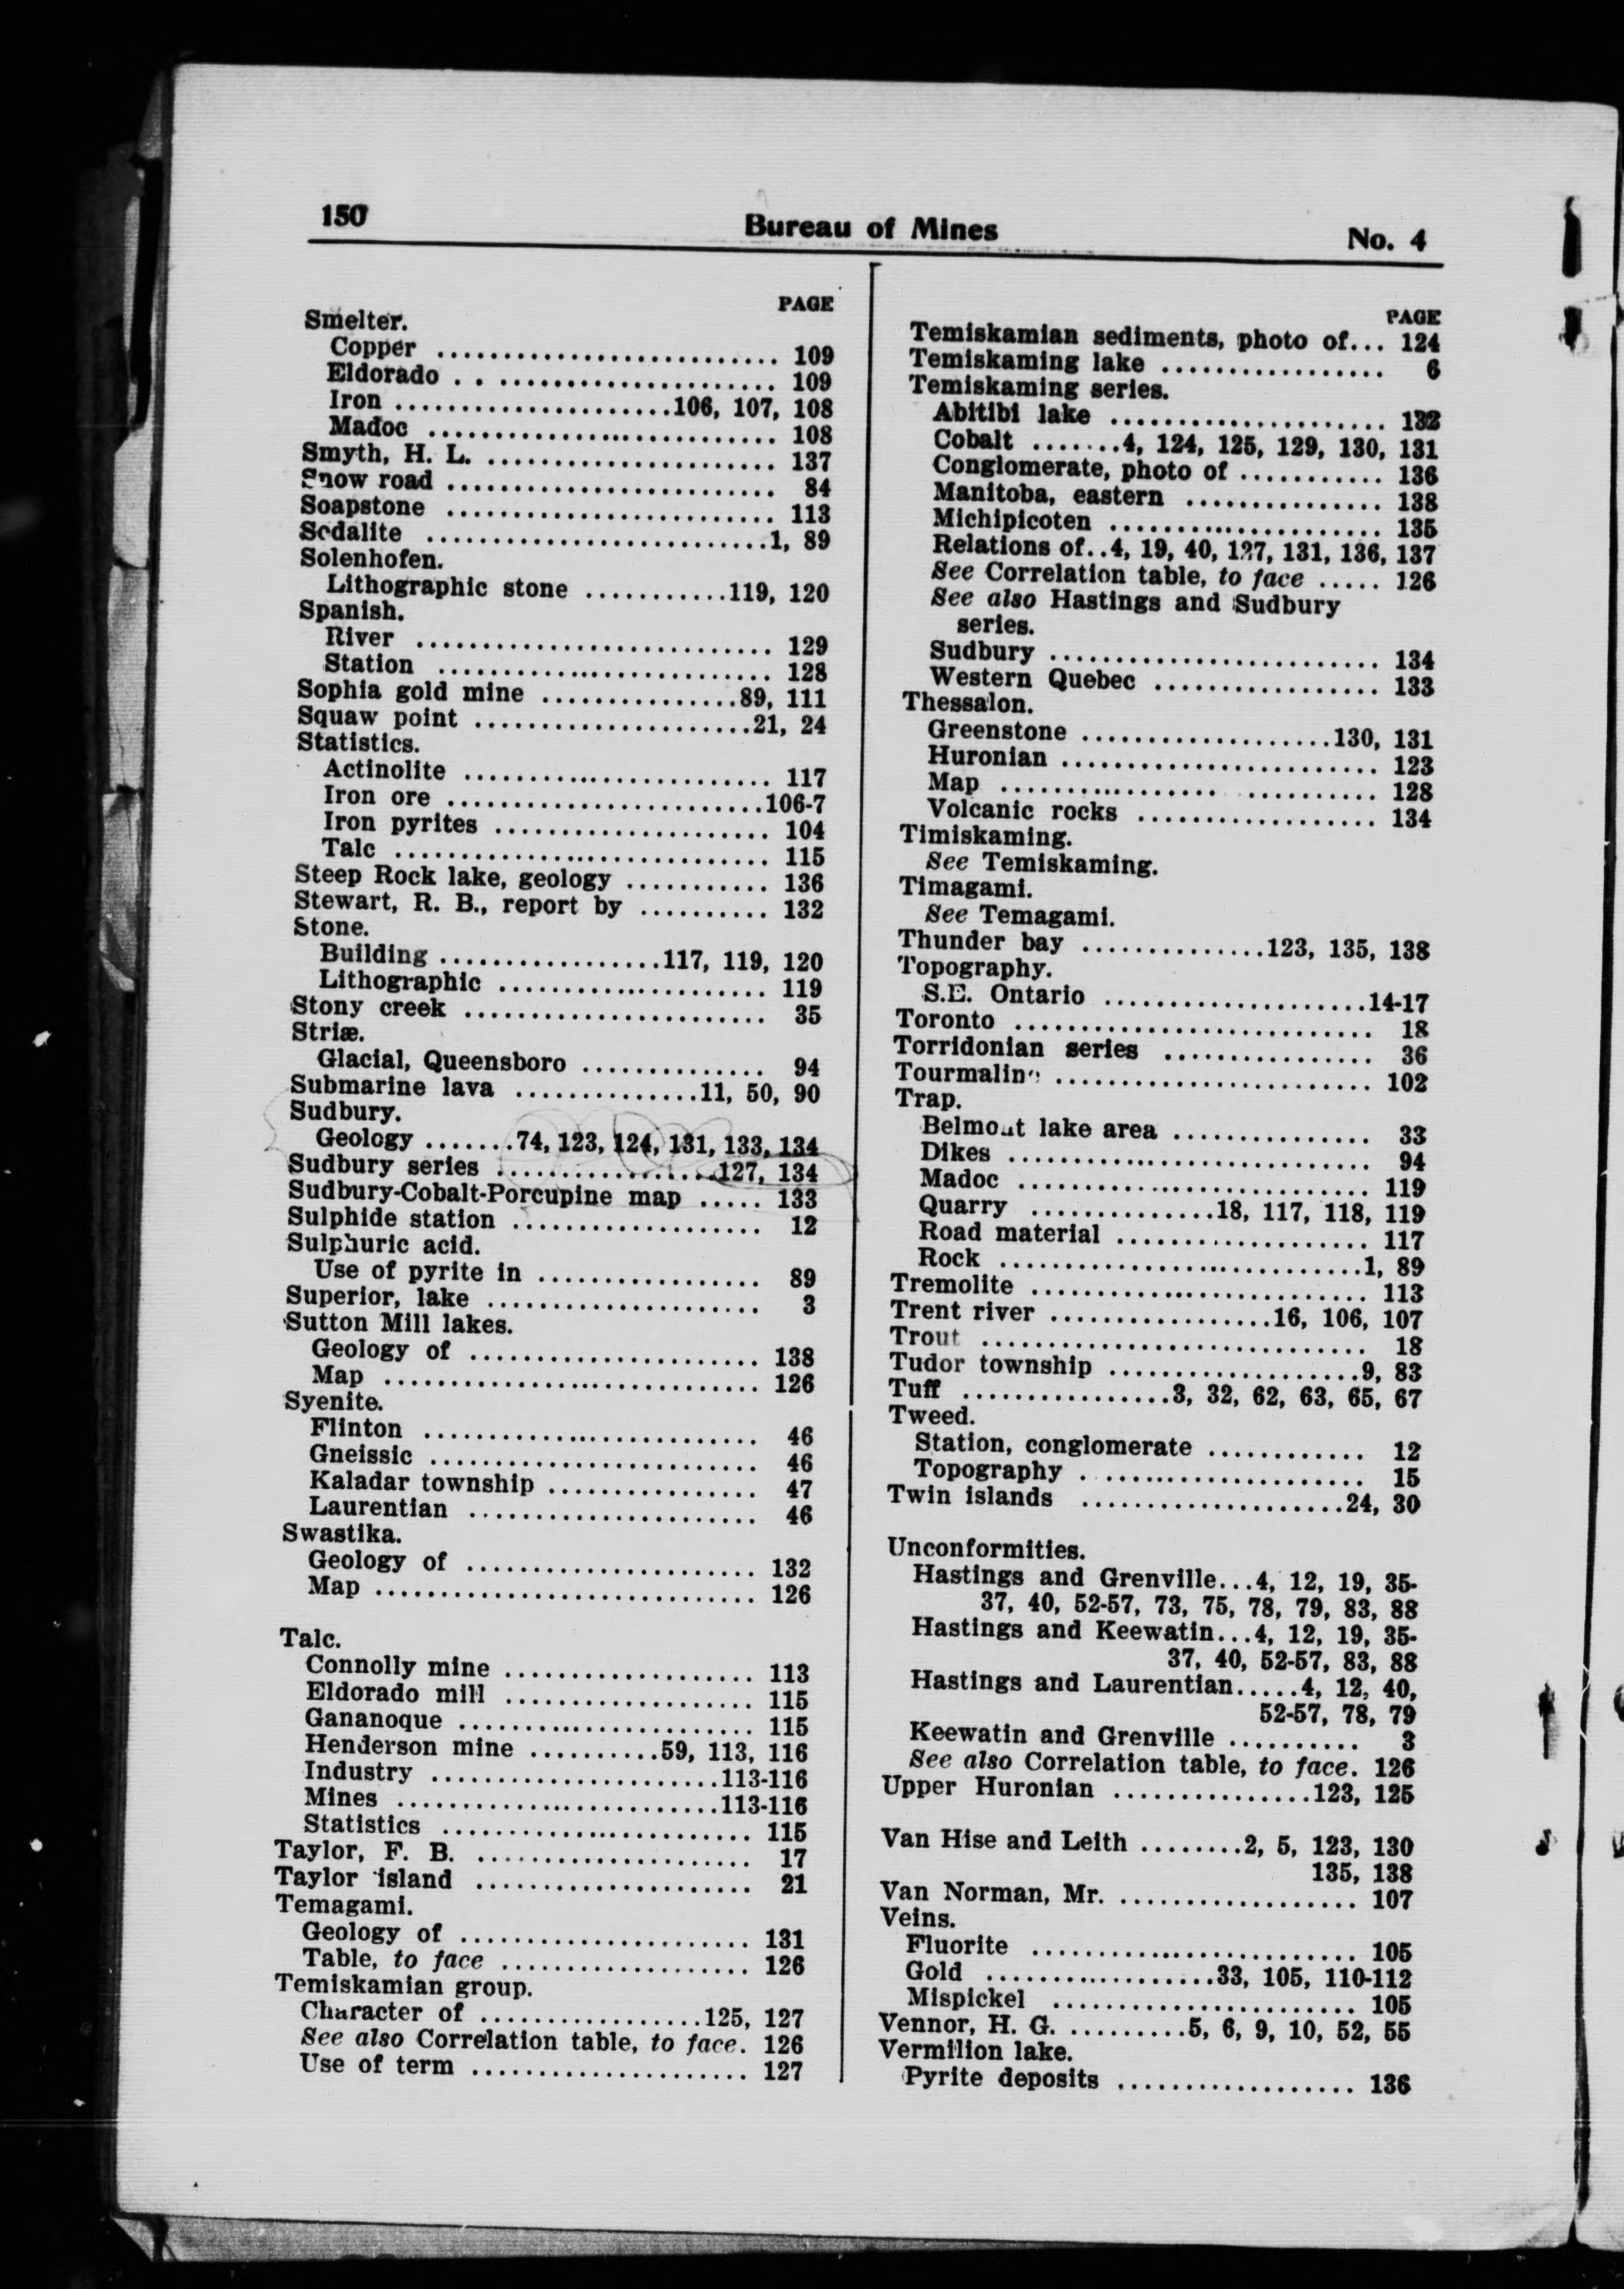 150
Bureau of Mines
No. 4
PAGE
Smelter.
Copper .......................... 109
Eldorado . . ..................... 109
Iron .....................106, 107, 108
Madoc .......................... 108
Smyth, H. L. ...................... 137
Snow road ......................... 84
Soapstone ......................... 113
Sodalite ..........................1, 89
Solenhofen.
Lithographic stone ...........119, 120
Spanish.
River ........................... 129
Station ......................... 128
Sophia gold mine ...............89, 111
Squaw point .....................21, 24
Statistics.
Actinolite ....................... 117
Iron ore ........................106-7
Iron pyrites ..................... 104
Talc ............................ 115
Steep Rock lake, geology ........... 136
Stewart, R. B., report by .......... 132
Stone.
Building .................117, 119, 120
Lithographic .................... 119
Stony creek ....................... 35
Striæ.
Glacial, Queensboro .............. 94
Submarine lava ..............11, 50, 90
Sudbury.
Geology .......74, 123, 124, 131, 133, 134
Sudbury series .................127, 134
Sudbury-Cobalt-Porcupine map ..... 133
Sulphide station ................... 12
Sulphuric acid.
Use of pyrite in ................. 89
Superior, lake ..................... 3
Sutton Mill lakes.
Geology of ...................... 138
Map ............................ 126
Syenite.
Flinton ......................... 46
Gneissic ......................... 46
Kaladar township ................ 47
Laurentian ...................... 46
Swastika.
Geology of ...................... 132
Map ............................. 126
Talc.
Connolly mine ................... 113
Eldorado mill ................... 115
Gananoque ...................... 115
Henderson mine ..........59, 113, 116
Industry ......................113-116
Mines ........................113-116
Statistics ....................... 115
Taylor, F. B. ..................... 17
Taylor island ..................... 21
Temagami.
Geology of ...................... 131
Table, to face ................... 126
Temiskamian group.
Character of .................125, 127
See also Correlation table, to face. 126
Use of term ..................... 127
PAGE
Temiskamian sediments, photo of... 124
Temiskaming lake ................. 6
Temiskaming series.
Abitibi lake ..................... 132
Cobalt .......4, 124, 125, 129, 130, 131
Conglomerate, photo of ........... 136
Manitoba, eastern ............... 138
Michipicoten ..................... 135
Relations of..4, 19, 40, 127, 131, 136, 137
See Correlation table, to face ..... 126
See also Hastings and Sudbury
series.
Sudbury ......................... 134
Western Quebec ................. 133
Thessalon.
Greenstone ...................130, 131
Huronian ........................ 123
Map ............................ 128
Volcanic rocks .................. 134
Timiskaming.
See Temiskaming.
Timagami.
See Temagami.
Thunder bay ..............123, 135, 138
Topography.
S.E. Ontario ....................14-17
Toronto ........................... 18
Torridonian series ................ 36
Tourmaline ........................ 102
Trap.
Belmont lake area ............... 33
Dikes ........................... 94
Madoc .......................... 119
Quarry ..............18, 117, 118, 119
Road material ................... 117
Rock ...........................1, 89
Tremolite ......................... 113
Trent river .................16, 106, 107
Trout ............................. 18
Tudor township ...................9, 83
Tuff ................3, 32, 62, 63, 65, 67
Tweed.
Station, conglomerate ............ 12
Topography ...................... 15
Twin islands ....................24, 30
Unconformities.
Hastings and Grenville...4, 12, 19, 35-
37, 40, 52-57, 73, 75, 78, 79, 83, 88
Hastings and Keewatin...4, 12, 19, 35-
37, 40, 52-57, 83, 88
Hastings and Laurentian.....4, 12, 40,
52-57, 78, 79
Keewatin and Grenville .......... 3
See also Correlation table, to face. 126
Upper Huronian ...............123, 125
Van Hise and Leith ........2, 5, 123, 130
135, 138
Van Norman, Mr. .................. 107
Veins.
Fluorite ......................... 105
Gold .................33, 105, 110-112
Mispickel ....................... 105
Vennor, H. G. .........5, 6, 9, 10, 52, 55
Vermilion lake.
Pyrite deposits .................. 136